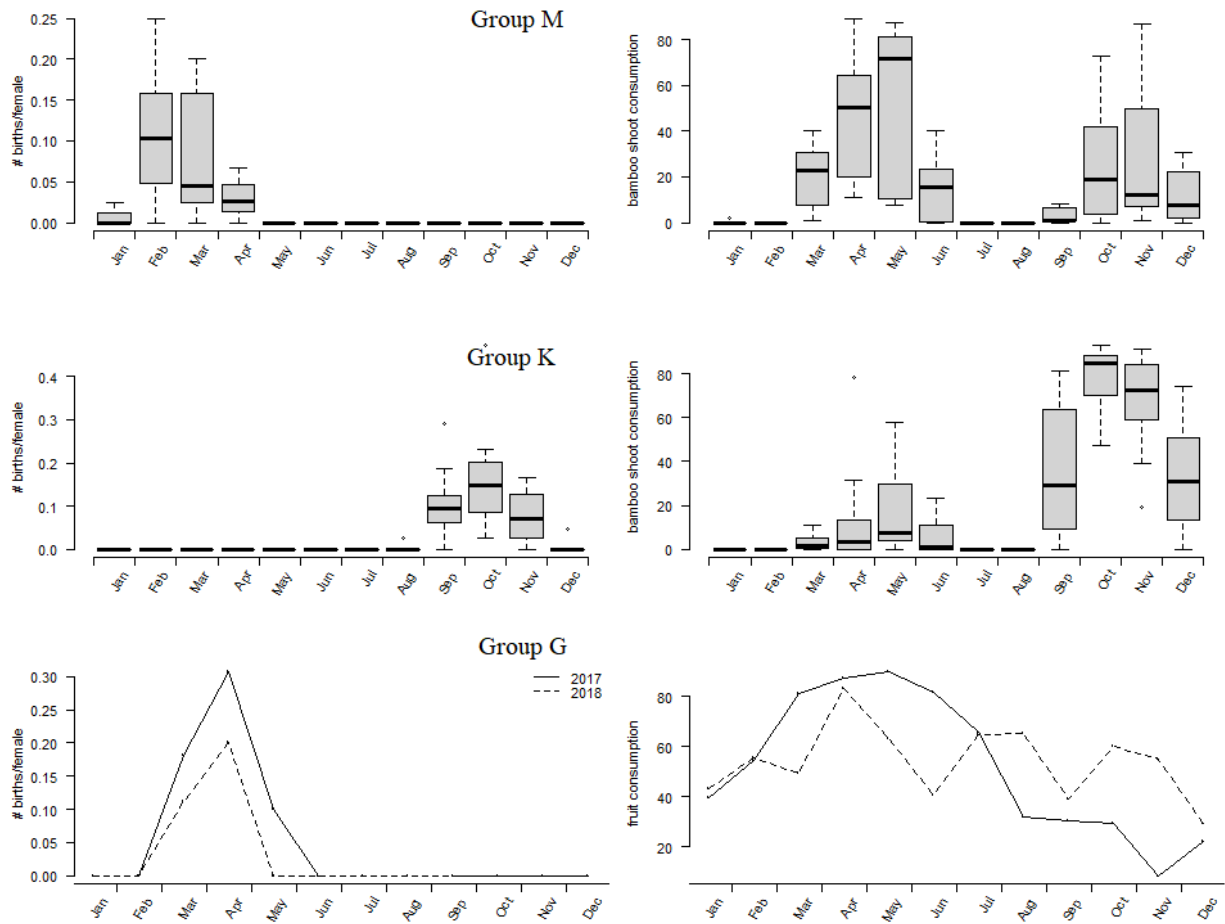 Group M
# births/female
0.25
0.20
0.15
0.10
0.05
0.00
Jan Feb Mar Apr May Jun Jul Aug Sep Oct Nov Dec
bamboo shoot consumption
80
60
40
20
0
Jan Feb Mar Apr May Jun Jul Aug Sep Oct Nov Dec
Group K
# births/female
0.4
0.3
0.2
0.1
0.0
Jan Feb Mar Apr May Jun Jul Aug Sep Oct Nov Dec
bamboo shoot consumption
80
60
40
20
0
Jan Feb Mar Apr May Jun Jul Aug Sep Oct Nov Dec
Group G
2017
2018
# births/female
0.30
0.25
0.20
0.15
0.10
0.05
0.00
Jan Feb Mar Apr May Jun Jul Aug Sep Oct Nov Dec
fruit consumption
80
60
40
20
Jan Feb Mar Apr May Jun Jul Aug Sep Oct Nov Dec